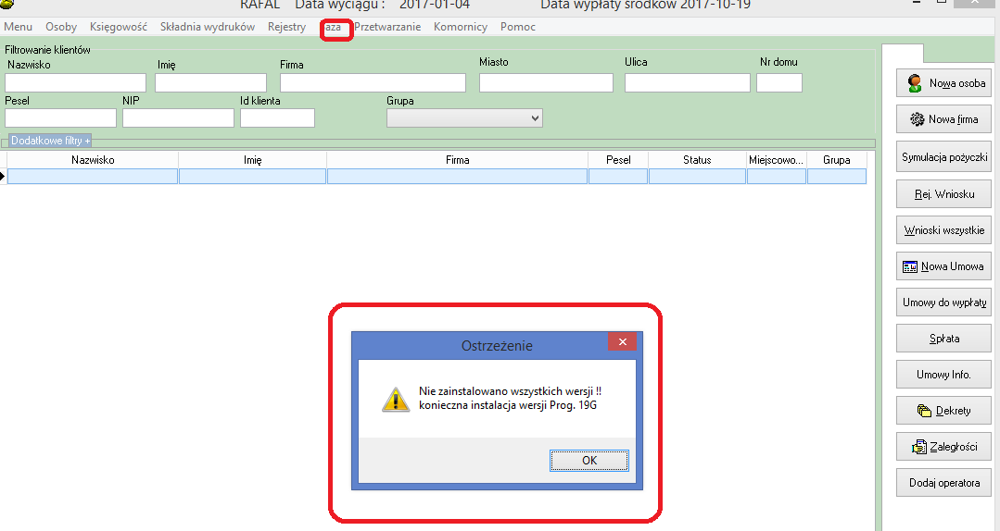 RAFAL Data wyciągu : 2017-01-04 Data wypłaty środków 2017-10-19
Menu Osoby Księgowość Składnia wydruków Rejestry aza Przetwarzanie Komornicy Pomoc
Filtrowanie klientów
Nazwisko Imię Firma Miasto Ulica Nr domu
Pesel NIP Id klienta Grupa
Dodatkowe filtry +
Nazwisko Imię Firma Pesel Status Miejscowo... Grupa
Nowa osoba
Nowa firma
Symulacja pożyczki
Rej. Wniosku
Wnioski wszystkie
Nowa Umowa
Umowy do wypłaty
Spłata
Umowy Info.
Dekrety
Zaległości
Dodaj operatora
Ostrzeżenie
Nie zainstalowano wszystkich wersji !!
konieczna instalacja wersji Prog. 19G
OK